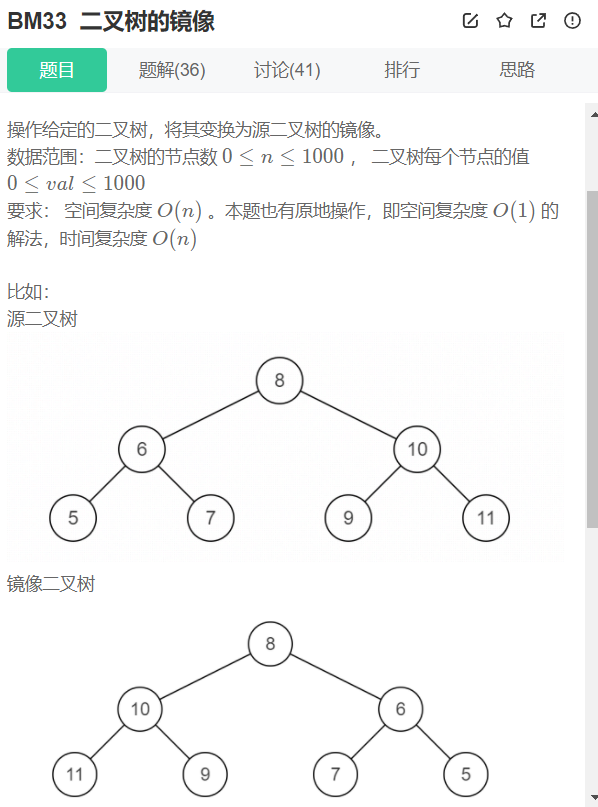 BM33 二叉树的镜像
题目 题解(36) 讨论(41) 排行 思路
操作给定的二叉树，将其变换为源二叉树的镜像。
数据范围：二叉树的节点数 0 ≤ n ≤ 1000 ， 二叉树每个节点的值
0 ≤ val ≤ 1000
要求： 空间复杂度 O(n) 。本题也有原地操作，即空间复杂度 O(1) 的
解法，时间复杂度 O(n)
比如：
源二叉树
8
6 10
5 7 9 11
镜像二叉树
8
10 6
11 9 7 5